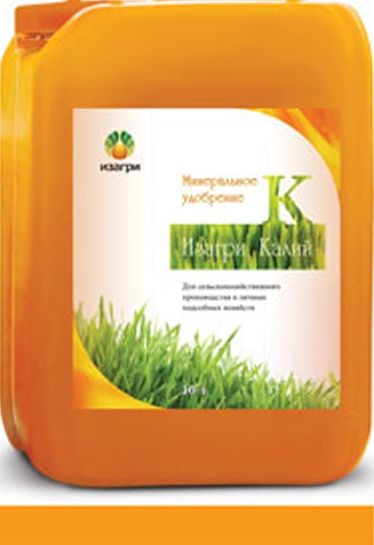 изагри
Минеральное
удобрение
К
Изагри Калий
Для сельскохозяйственного
производства и личных
подсобных хозяйств
10 л